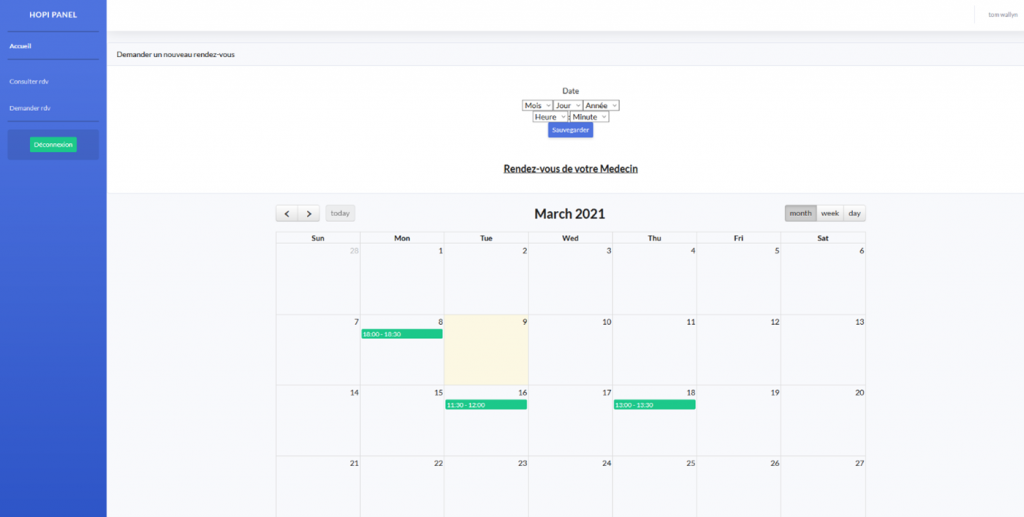 HOPI PANEL
tom wallyn
Accueil
Consulter rdv
Demander rdv
Déconnexion
Demander un nouveau rendez-vous
Date
Mois Jour Année
Heure : Minute
Sauvegarder
Rendez-vous de votre Medecin
today
March 2021
month week day
Sun Mon Tue Wed Thu Fri Sat
28 1 2 3 4 5 6
7 8 9 10 11 12 13
18:00 - 18:30
14 15 16 17 18 19 20
11:30 - 12:00 13:00 - 13:30
21 22 23 24 25 26 27